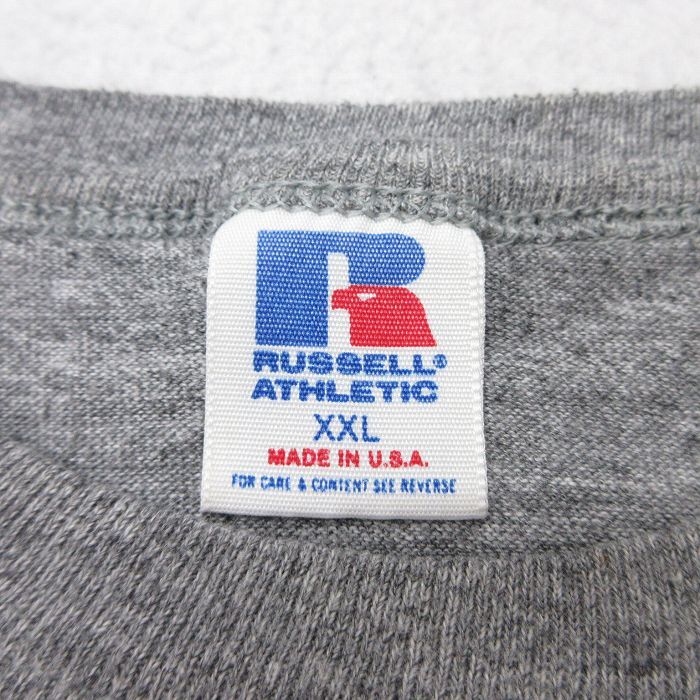 R
RUSSELL®
ATHLETIC
XXL
MADE IN U.S.A.
FOR CARE & CONTENT SEE REVERSE